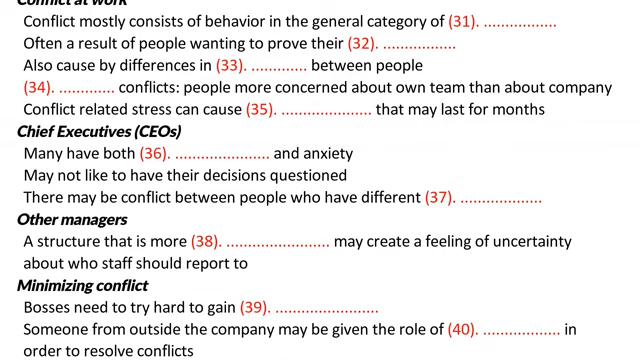 Conflict at work
Conflict mostly consists of behavior in the general category of (31). .................
Often a result of people wanting to prove their (32). .................
Also cause by differences in (33). ............. between people
(34). ............. conflicts: people more concerned about own team than about company
Conflict related stress can cause (35). ..................... that may last for months
Chief Executives (CEOs)
Many have both (36). ...................... and anxiety
May not like to have their decisions questioned
There may be conflict between people who have different (37). ...................
Other managers
A structure that is more (38). ........................ may create a feeling of uncertainty
about who staff should report to
Minimizing conflict
Bosses need to try hard to gain (39). ........................
Someone from outside the company may be given the role of (40). .................. in
order to resolve conflicts